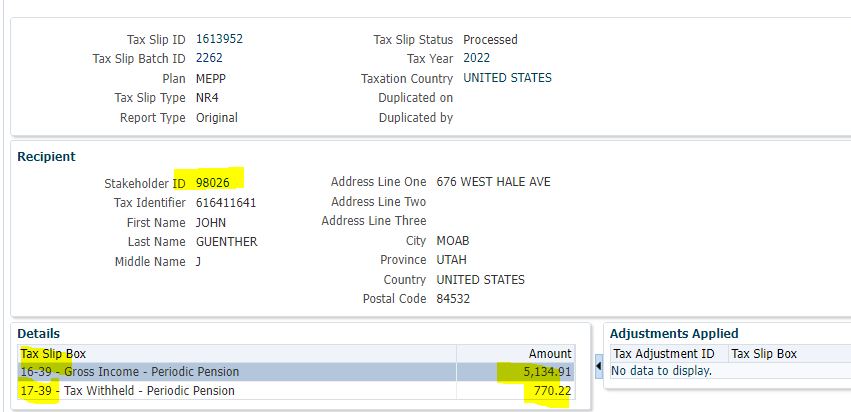 Tax Slip ID 1613952 Tax Slip Status Processed
Tax Slip Batch ID 2262 Tax Year 2022
Plan MEPP Taxation Country UNITED STATES
Tax Slip Type NR4 Duplicated on
Report Type Original Duplicated by
Recipient
Stakeholder ID 98026 Address Line One 676 WEST HALE AVE
Tax Identifier 616411641 Address Line Two
First Name JOHN Address Line Three
Last Name GUENTHER City MOAB
Middle Name J Province UTAH
Country UNITED STATES
Postal Code 84532
Details Adjustments Applied
Tax Slip Box Amount Tax Adjustment ID Tax Slip Box
16-39 - Gross Income - Periodic Pension 5,134.91 No data to display.
17-39 - Tax Withheld - Periodic Pension 770.22